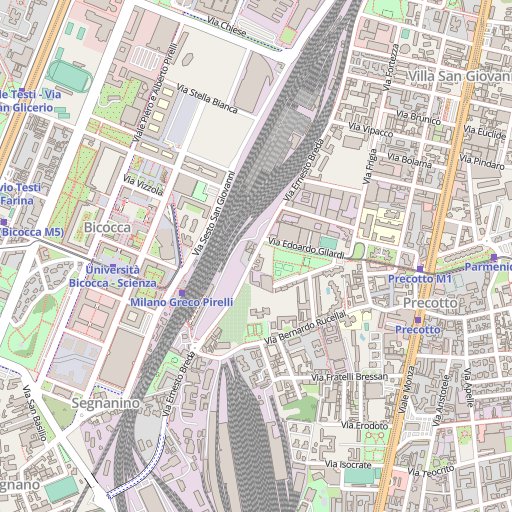 Via Chiese
Viale Piero e Alberto Pirelli
Via Stella Bianca
le Testi - Via
n Glicerio
Via Fortezza
Villa San Giovanni
Via Brunico
Via Vipacco
Via Euclide
Via Pindaro
Via Boiama
Via Tingia
Via Ernesto Breda
Via Vizzola
Via Sesto San Giovanni
vio Testi
Farina
(Bicocca M5)
Bicocca
Via Edoardo Gilardi
Università
Bicocca - Scienza
Parmenio
Precotto M1
Milano Greco Pirelli
Precotto
Precotto
Via Bernardo Rucellai
Via Ernesto Breda
Via Fratelli Bressan
Viale Monza
Via Aristotele
Via Apelle
Segnanino
Via San Basilio
Via Erodoto
Via Isocrate
Via Teocrito
gnano